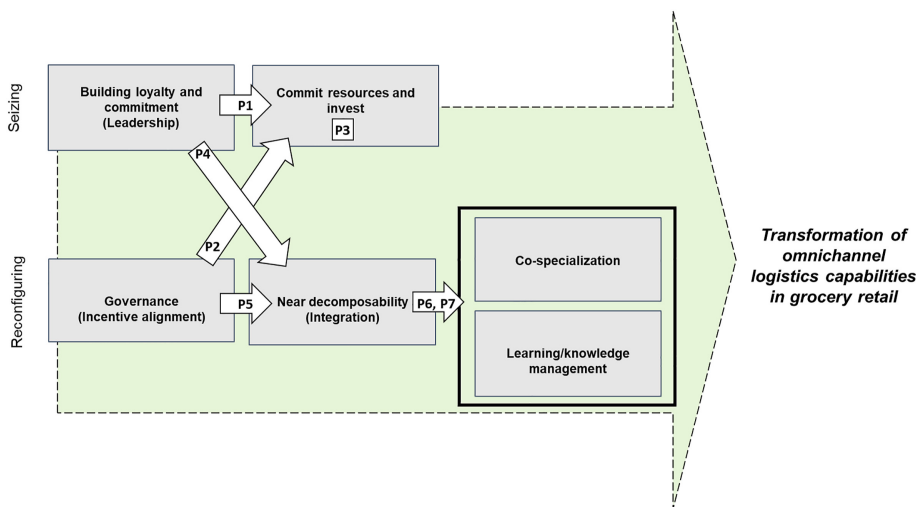 Seizing
Building loyalty and
commitment
(Leadership)
P1
Commit resources and
invest
P3
P4
P2
Reconfiguring
Governance
(Incentive alignment)
P5
Near decomposability
(Integration)
P6, P7
Co-specialization
Learning/knowledge
management
Transformation of
omnichannel
logistics capabilities
in grocery retail